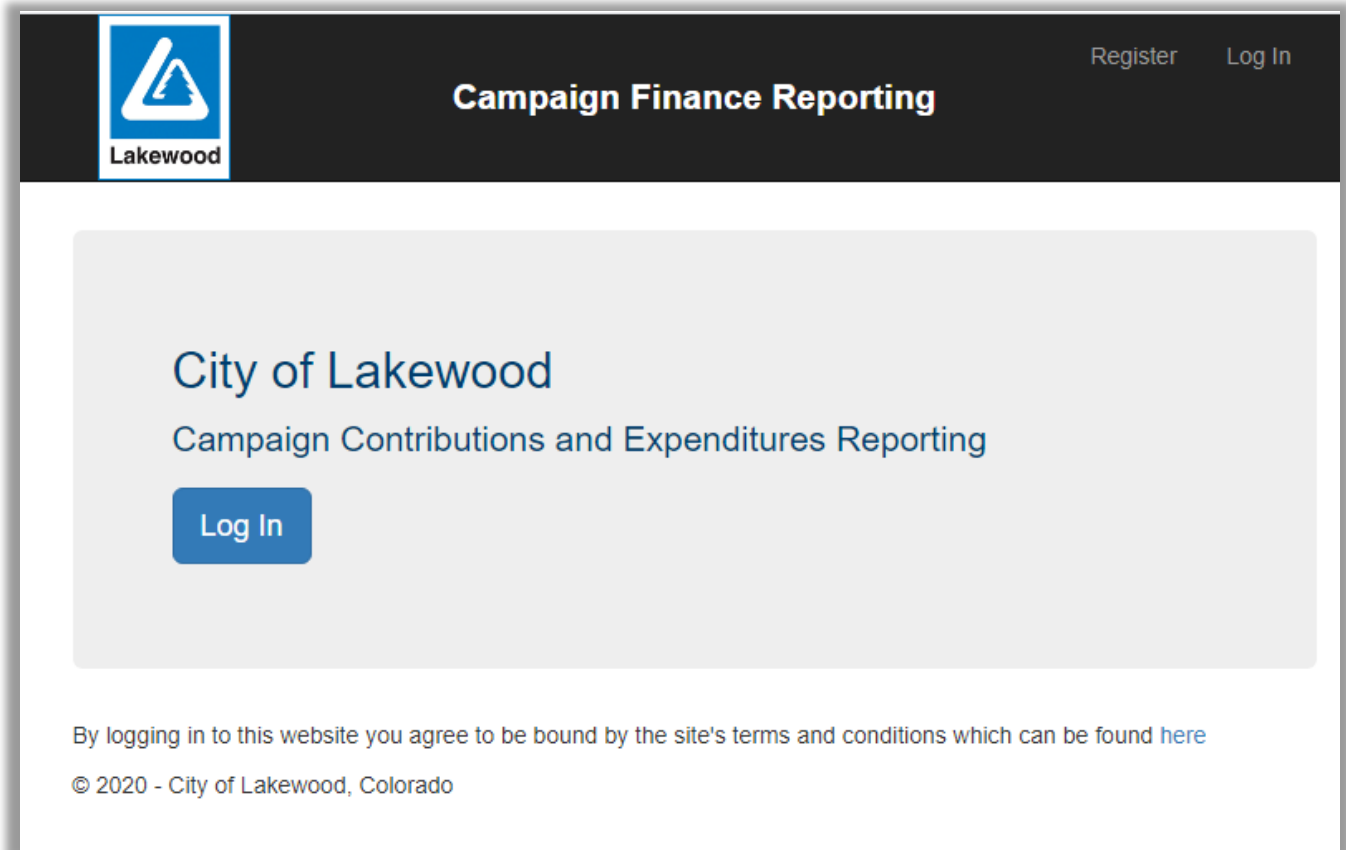 Register Log In
Campaign Finance Reporting
Lakewood
City of Lakewood
Campaign Contributions and Expenditures Reporting
Log In
By logging in to this website you agree to be bound by the site's terms and conditions which can be found here
© 2020 - City of Lakewood, Colorado